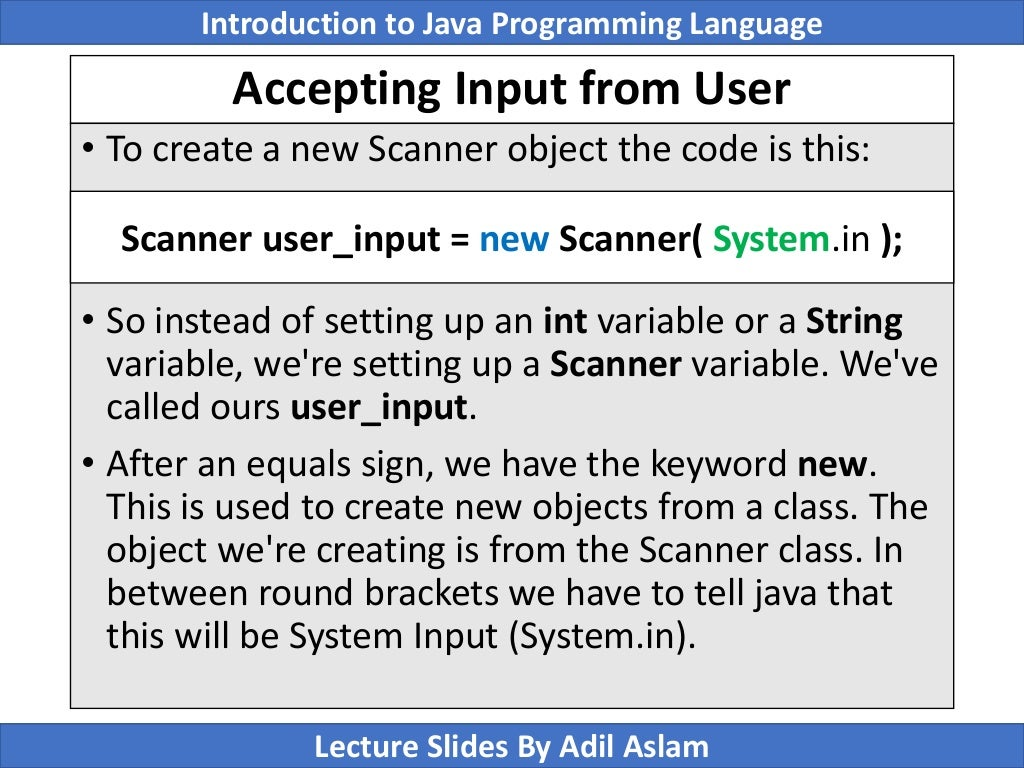 Introduction to Java Programming Language
Accepting Input from User
• To create a new Scanner object the code is this:
Scanner user_input = new Scanner( System.in );
• So instead of setting up an int variable or a String
variable, we're setting up a Scanner variable. We've
called ours user_input.
• After an equals sign, we have the keyword new.
This is used to create new objects from a class. The
object we're creating is from the Scanner class. In
between round brackets we have to tell java that
this will be System Input (System.in).
Lecture Slides By Adil Aslam